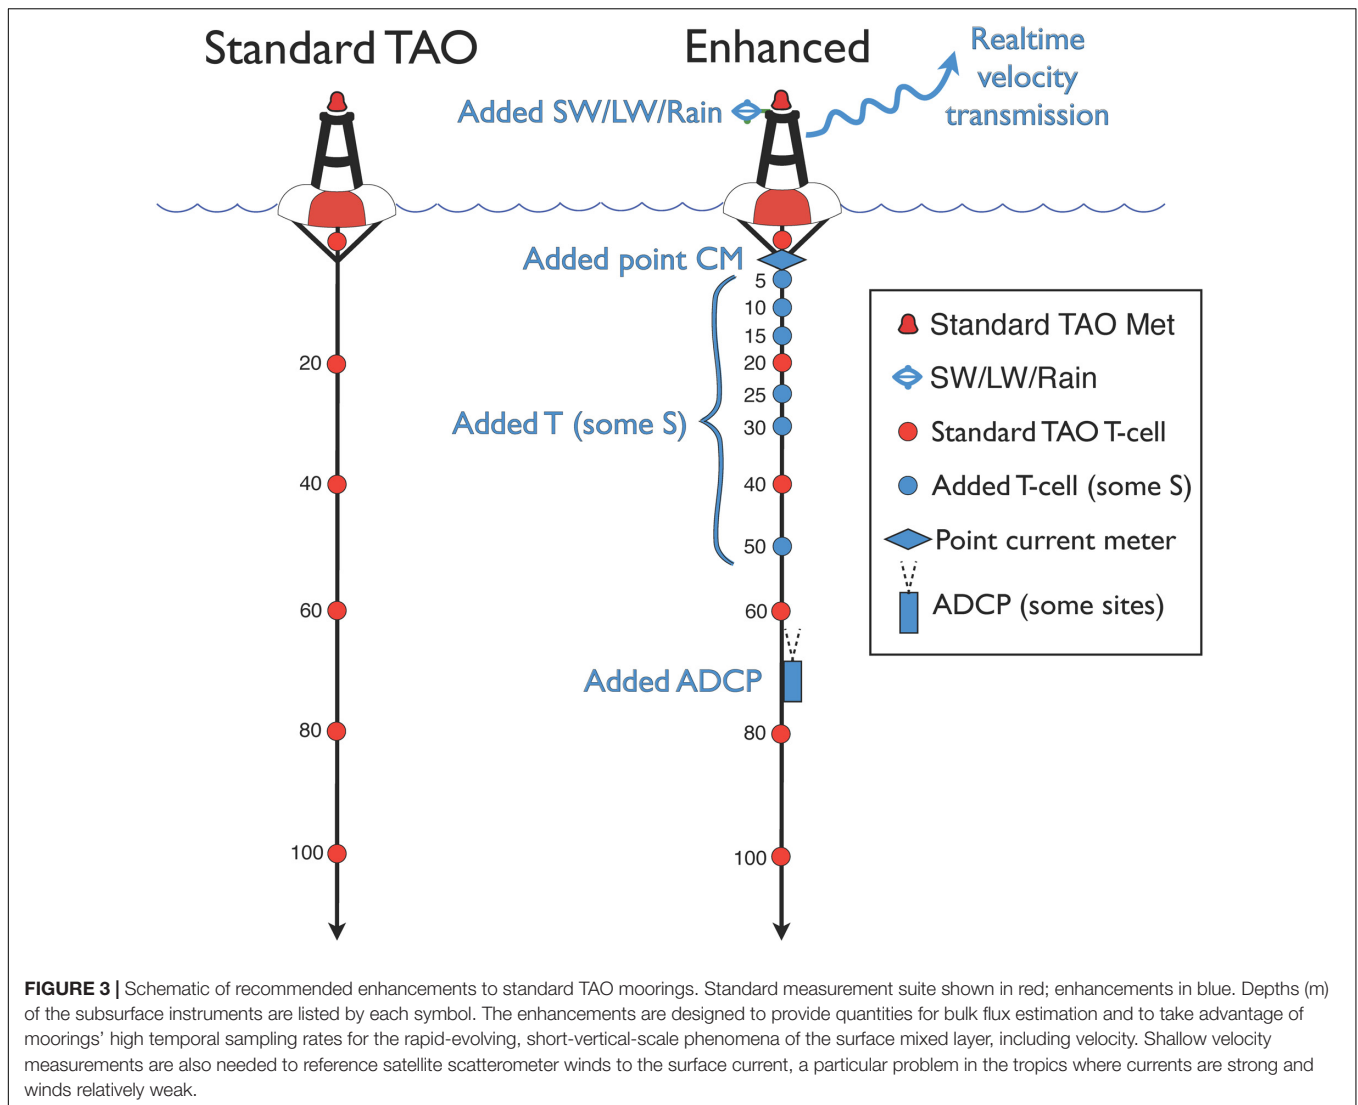 Standard TAO
Enhanced
Realtime
velocity
transmission
Added SW/LW/Rain
Added point CM
5
10
15
20
25
30
40
50
60
80
100
Added T (some S)
Added ADCP
20
40
60
80
100
Standard TAO Met
SW/LW/Rain
Standard TAO T-cell
Added T-cell (some S)
Point current meter
ADCP (some sites)
FIGURE 3 | Schematic of recommended enhancements to standard TAO moorings. Standard measurement suite shown in red; enhancements in blue. Depths (m)
of the subsurface instruments are listed by each symbol. The enhancements are designed to provide quantities for bulk flux estimation and to take advantage of
moorings' high temporal sampling rates for the rapid-evolving, short-vertical-scale phenomena of the surface mixed layer, including velocity. Shallow velocity
measurements are also needed to reference satellite scatterometer winds to the surface current, a particular problem in the tropics where currents are strong and
winds relatively weak.